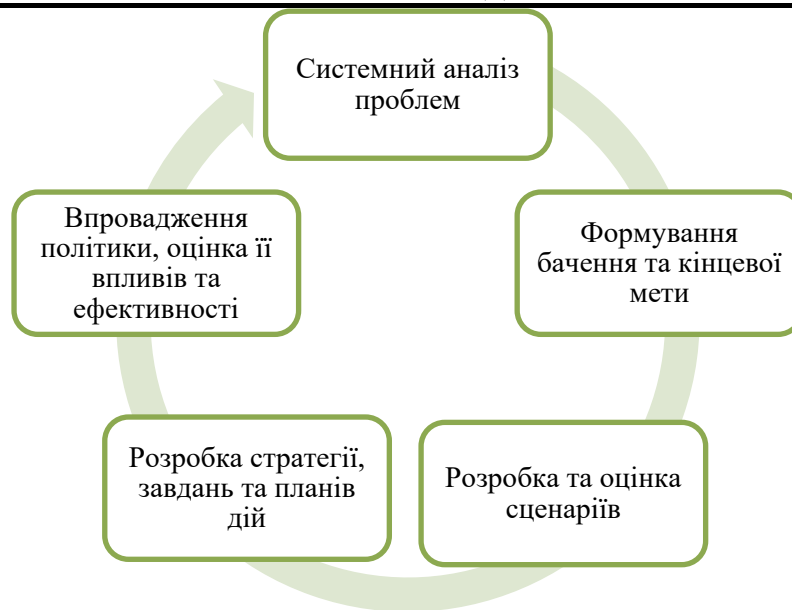 Системний аналіз
проблем
Формування
бачення та кінцевої
мети
Розробка та оцінка
сценаріїв
Розробка стратегії,
завдань та планів
дій
Впровадження
політики, оцінка її
впливів та
ефективності